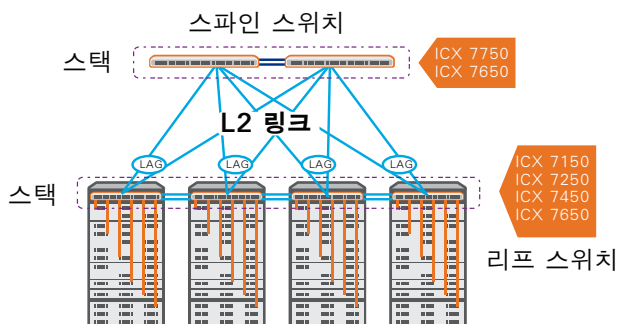 스파인 스위치
스택
ICX 7750
ICX 7650
L2 링크
LAG
LAG
LAG
LAG
스택
ICX 7150
ICX 7250
ICX 7450
ICX 7650
리프 스위치